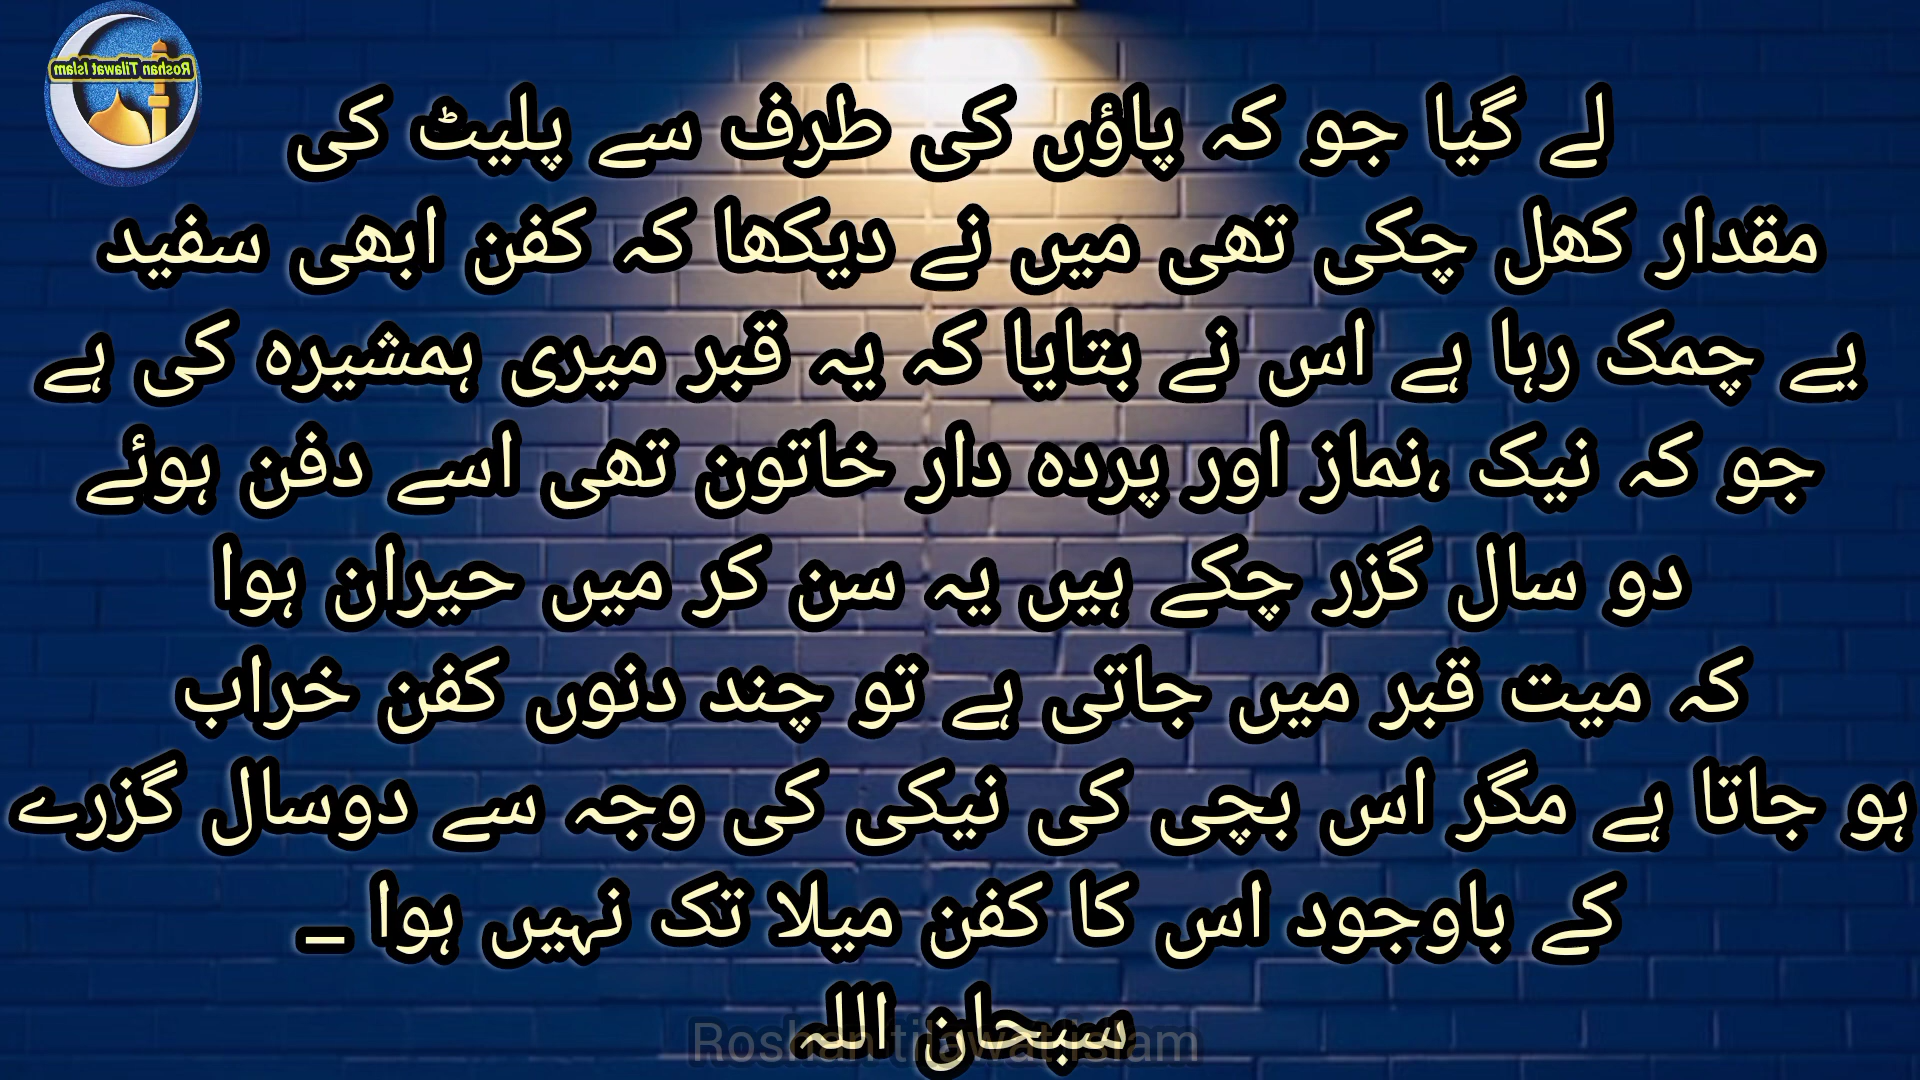 Roshan Tilawat Islam
لے گیا جو کہ پاؤں کی طرف سے پلیٹ کی
مقدار کھل چکی تھی میں نے دیکھا کہ کفن ابھی سفید
یے چمک رہا ہے اس نے بتایا کہ یہ قبر میری ہمشیرہ کی ہے
جو کہ نیک ،نماز اور پردہ دار خاتون تھی اسے دفن ہوئے
دو سال گزر چکے ہیں یہ سن کر میں حیران ہوا
کہ میت قبر میں جاتی ہے تو چند دنوں کفن خراب
ہو جاتا ہے مگر اس بچی کی نیکی کی وجہ سے دوسال گزرے
کے باوجود اس کا کفن میلا تک نہیں ہوا ــ
سبحان اللہ
Roshan tilawat islam